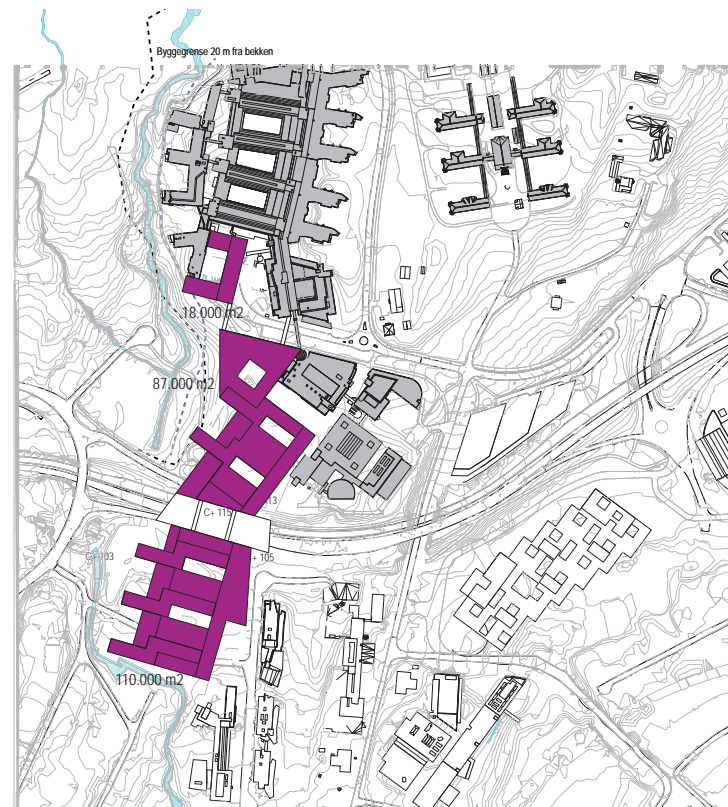 Byggegrense 20 m fra bekken
18.000 m2
87.000 m2
C+ 115
103
+ 105
110.000 m2